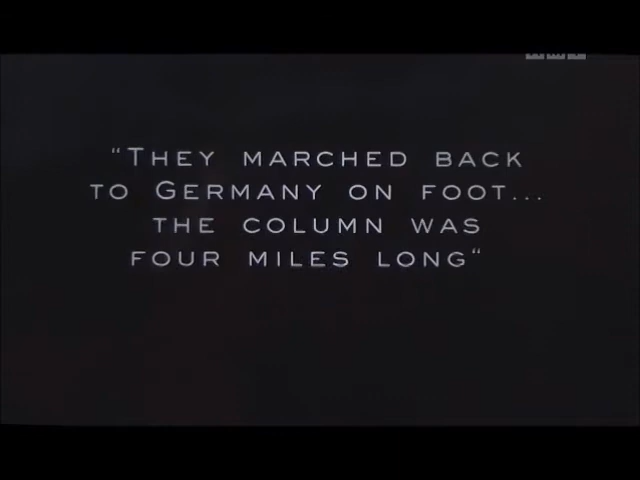 “THEY MARCHED BACK
TO GERMANY ON FOOT...
THE COLUMN WAS
FOUR MILES LONG“